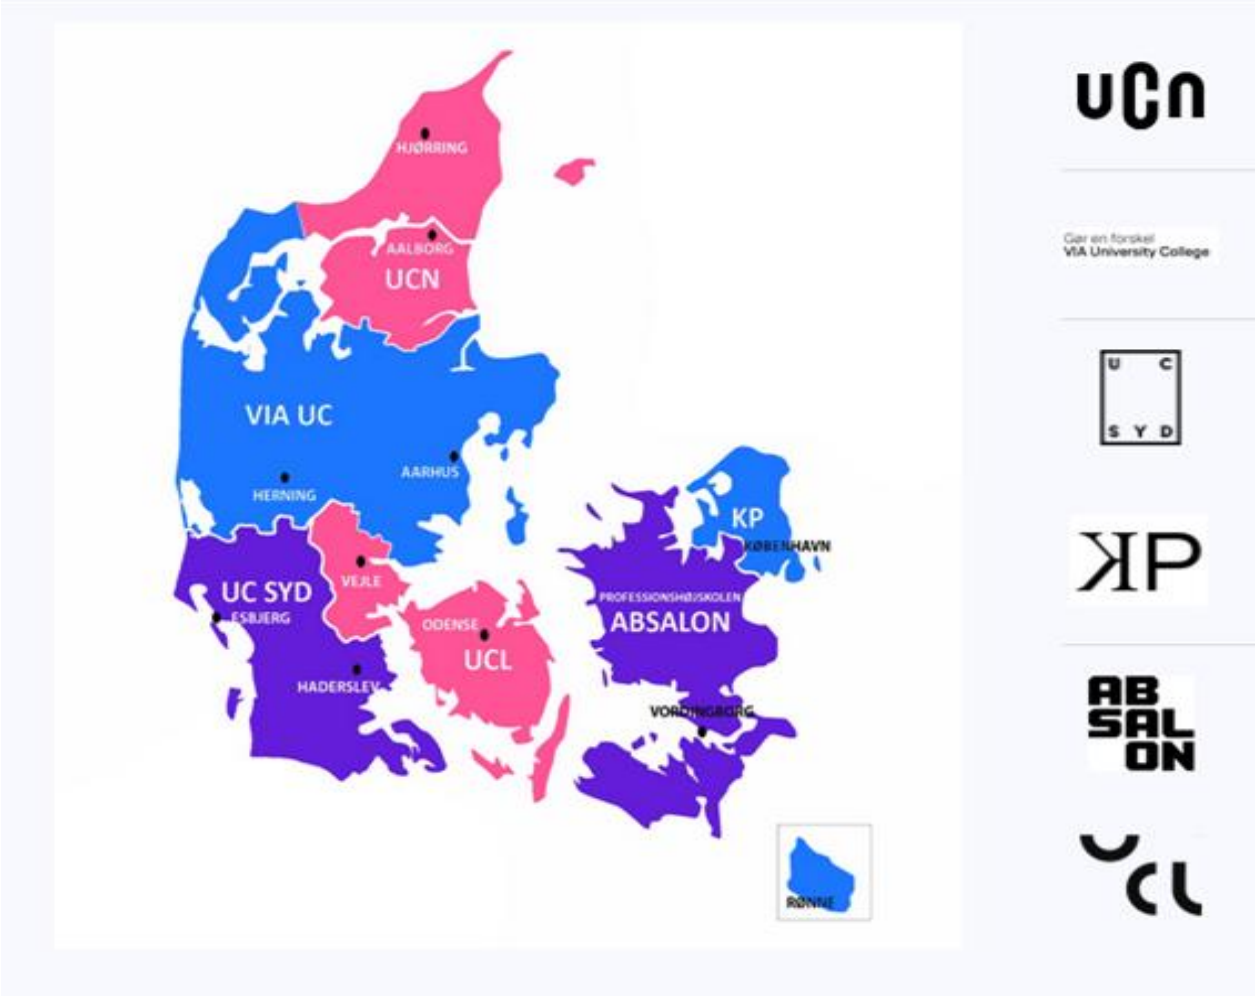 HJØRRING
AALBORG
UCN
VIA UC
AARHUS
HERNING
KP
KØBENHAVN
VEJLE
UC SYD
ESBJERG
PROFESSIONSHØJSKOLEN
ABSALON
ODENSE
UCL
HADERSLEV
VORDINGBORG
RØNNE
UCN
Gør en forskel
VIA University College
U C
S Y D
KP
AB
SAL
ON
UCL